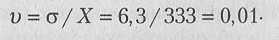 υ = σ / X = 6,3 / 333 = 0,01.